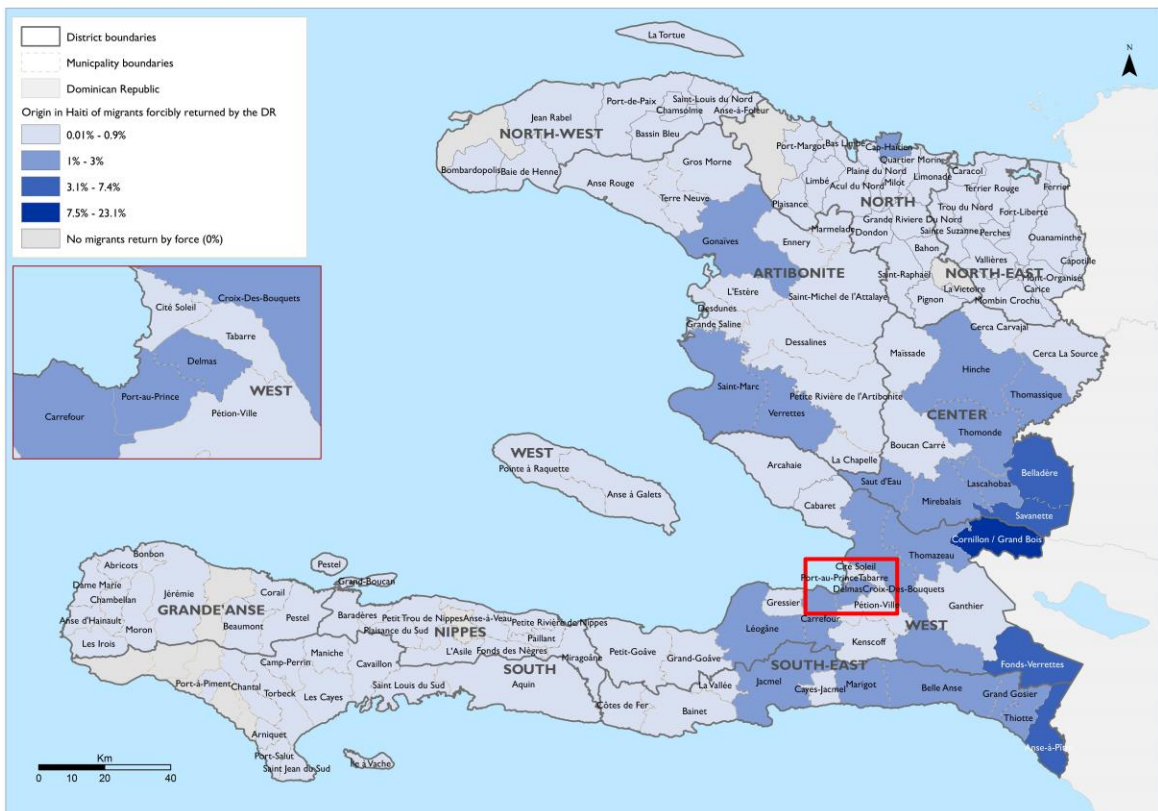 District boundaries
Municpality boundaries
Dominican Republic
Origin in Haiti of migrants forcibly returned by the DR
0.01% - 0.9%
1% - 3%
3.1% - 7.4%
7.5% - 23.1%
No migrants return by force (0%)
N
Croix-Des-Bouquets
Cité Soleil
Tabarre
Delmas
WEST
Port-au-Prince
Carrefour
Pétion-Ville
La Tortue
Port-de-Paix
Saint-Louis du Nord
Chamsolme
Anse-à-Foleur
Jean Rabel
NORTH-WEST
Bassin Bleu
Bombardopolis
Baie de Henne
Port-Margot
Bas Limbé
Cap-Haïtien
Quartier Morin
Gros Morne
Anse Rouge
Terre Neuve
Limbé
Plaine du Nord
Acul du Nord
Milot
Limonade
Caracol
Terrier Rouge
Ferrier
Plaisance
NORTH
Trou du Nord
Fort-Liberté
Grande Riviere Du Nord
Sainte Suzanne
Perches
Dondon
Marmelade
Ouanaminthe
Gonaïves
Ennery
Bahon
Vallières
Capotille
Saint-Raphaël
NORTH-EAST
Mont-Organisé
ARTIBONITE
La Victoire
Carice
Pignon
Mombin Crochu
L'Estère
Saint-Michel de l'Attalaye
Desdunes
Grande Saline
Cerca Carvajal
Dessalines
Maïssade
Cerca La Source
Hinche
Saint-Marc
Verrettes
Petite Rivière de l'Artibonite
Thomassique
CENTER
Thomonde
Boucan Carré
La Chapelle
Arcahaie
WEST
Pointe à Raquette
Anse à Galets
Cabaret
Saut d'Eau
Mirebalais
Lascahobas
Belladère
Savanette
Cornillon / Grand Bois
Thomazeau
Cité Soleil
Port-au-Prince
Tabarre
Delmas
Croix-Des-Bouquets
Pétion-Ville
Ganthier
Gressier
Carrefour
Léogâne
WEST
Kenscoff
Fonds-Verrettes
SOUTH-EAST
Jacmel
Cayes-Jacmel
Marigot
Belle Anse
Grand Gosier
Thiotte
Bonbon
Abricots
Pestel
Grand-Boucan
Dame Marie
Chambellan
Jérémie
Corail
GRANDE'ANSE
Anse d'Hainault
Moron
Beaumont
Pestel
Les Irois
Baradères
Petit Trou de Nippes
Anse-à-Veau
Petite Rivière de Nippes
Plaisance du Sud
NIPPES
Paillant
L'Asile
Fonds des Nègres
Miragoâne
Petit-Goâve
Grand-Goâve
Maniche
Camp-Perrin
Cavaillon
SOUTH
Port-à-Piment
Chantal
Torbeck
Les Cayes
Saint Louis du Sud
Aquin
La Vallée
Côtes de Fer
Bainet
Arniquet
Port-Salut
Saint Jean du Sud
Ile à Vache
Km
0 10 20 40